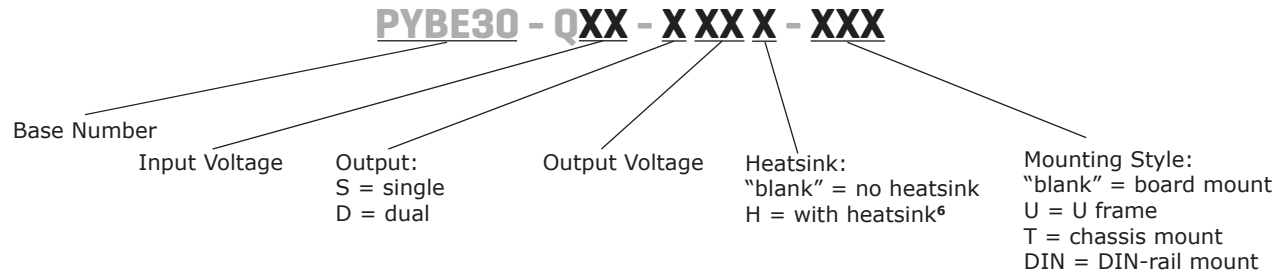 PYBE30 - QXX - X XX X - XXX
Base Number
Input Voltage
Output:
S = single
D = dual
Output Voltage
Heatsink:
“blank” = no heatsink
H = with heatsink⁶
Mounting Style:
“blank” = board mount
U = U frame
T = chassis mount
DIN = DIN-rail mount